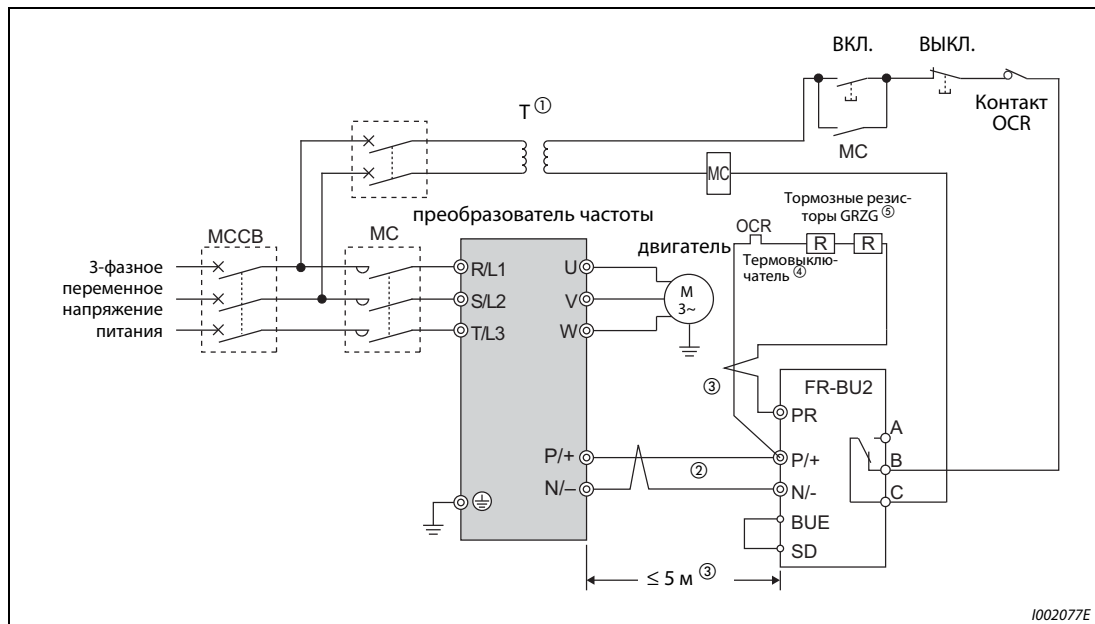 ВКЛ.
ВЫКЛ.
Контакт
OCR
T ①
MC
MC
Тормозные резис-
торы GRZG ⑤
преобразователь частоты
OCR
R
R
MCCB
MC
двигатель
Термовыклю-
чатель ④
3-фазное
переменное
напряжение
питания
R/L1
S/L2
T/L3
U
V
W
M
3~
③
FR-BU2
PR
A
P/+
②
P/+
B
N/–
N/-
C
BUE
SD
≤ 5 м ③
I002077E